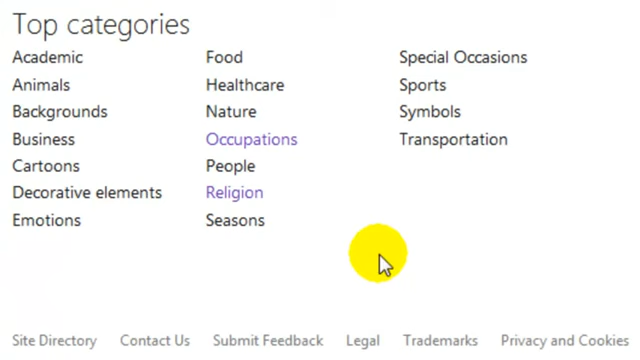 Top categories
Academic
Animals
Backgrounds
Business
Cartoons
Decorative elements
Emotions
Food
Healthcare
Nature
Occupations
People
Religion
Seasons
Special Occasions
Sports
Symbols
Transportation
Site Directory Contact Us Submit Feedback Legal Trademarks Privacy and Cookies